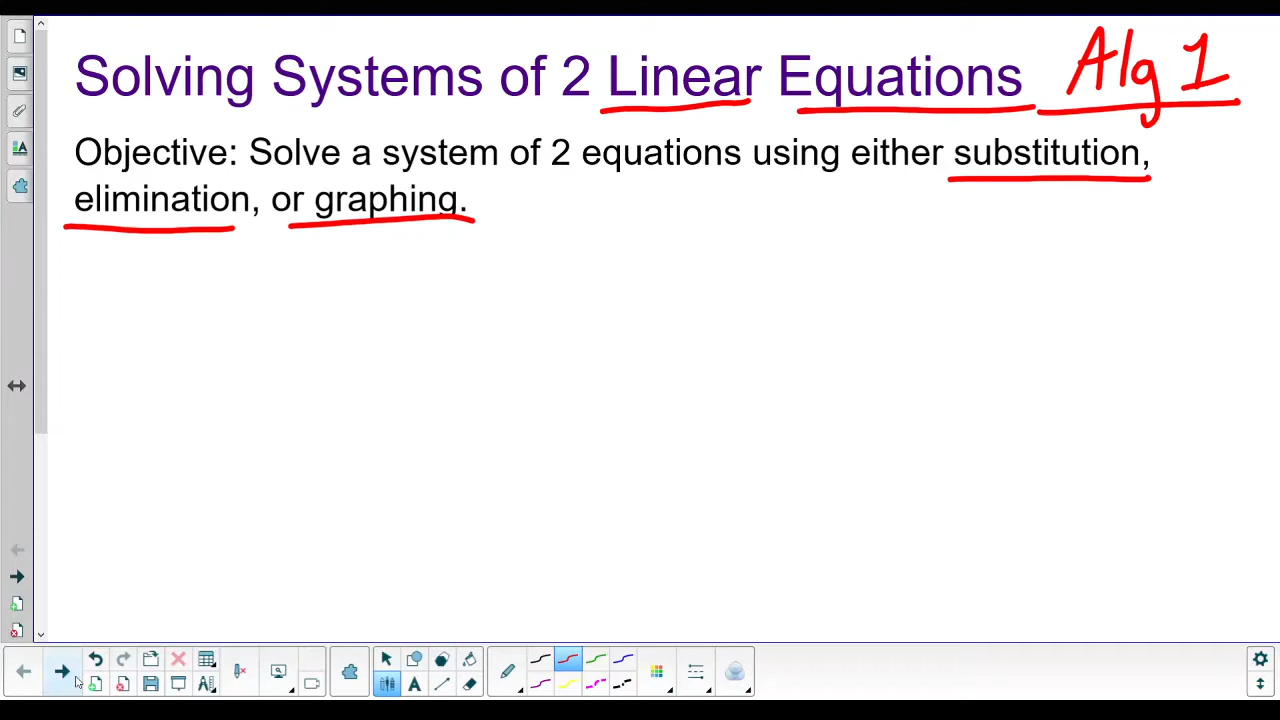 Solving Systems of 2 Linear Equations Alg 1
Objective: Solve a system of 2 equations using either substitution,
elimination, or graphing.